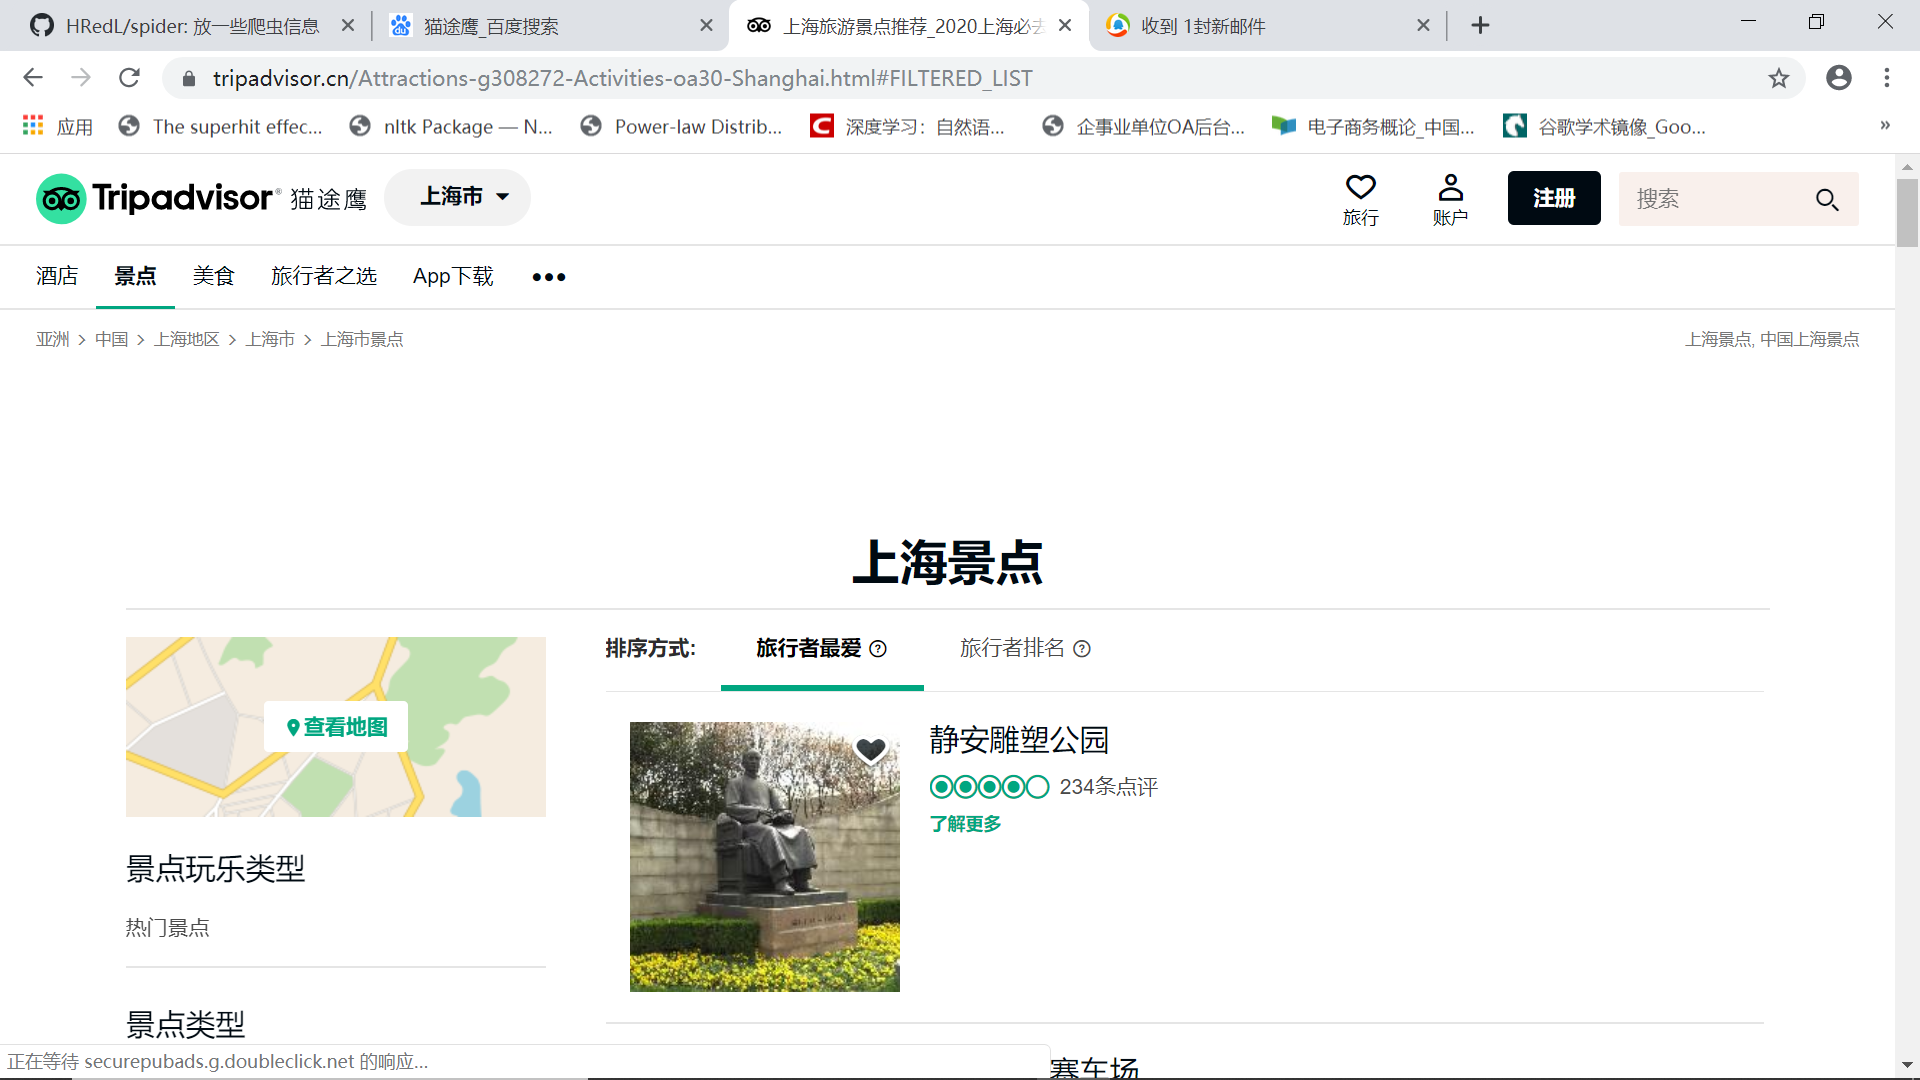 HRedL/spider: 放一些爬虫信息
猫途鹰_百度搜索
上海旅游景点推荐_2020上海必去
收到 1封新邮件
tripadvisor.cn/Attractions-g308272-Activities-oa30-Shanghai.html#FILTERED_LIST
应用
The superhit effec...
nltk Package — N...
Power-law Distrib...
深度学习：自然语...
企事业单位OA后台...
电子商务概论_中国...
谷歌学术镜像_Goo...
»
Tripadvisor® 猫途鹰
上海市
旅行
账户
注册
搜索
酒店
景点
美食
旅行者之选
App下载
亚洲 > 中国 > 上海地区 > 上海市 > 上海市景点
上海景点, 中国上海景点
上海景点
查看地图
排序方式:
旅行者最爱
旅行者排名
静安雕塑公园
234条点评
了解更多
景点玩乐类型
热门景点
景点类型
赛车场
正在等待 securepubads.g.doubleclick.net 的响应...